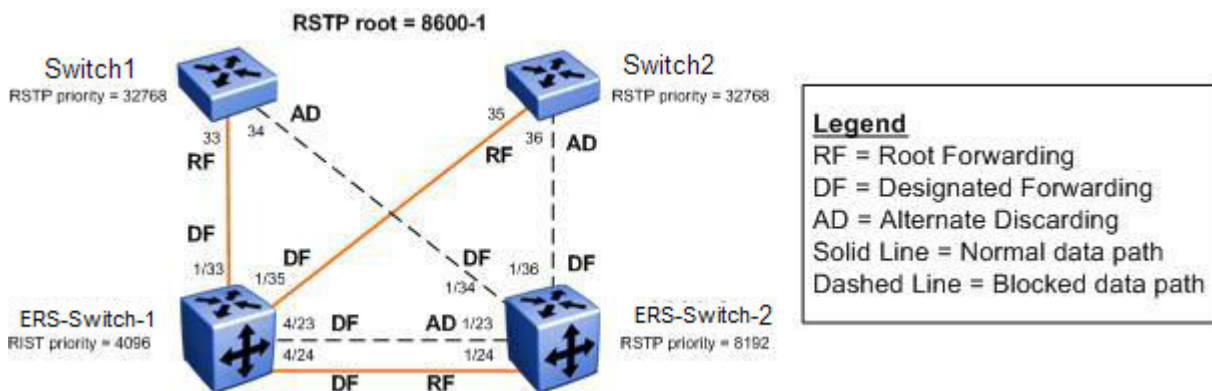 RSTP root = 8600-1
Switch1
RSTP priority = 32768
Switch2
RSTP priority = 32768
33
34
AD
RF
35
36
RF
AD
DF
1/33
1/35
DF
DF
1/34
1/36
DF
ERS-Switch-1
RIST priority = 4096
4/23
DF
AD
1/23
4/24
1/24
DF
RF
ERS-Switch-2
RSTP priority = 8192
Legend
RF = Root Forwarding
DF = Designated Forwarding
AD = Alternate Discarding
Solid Line = Normal data path
Dashed Line = Blocked data path